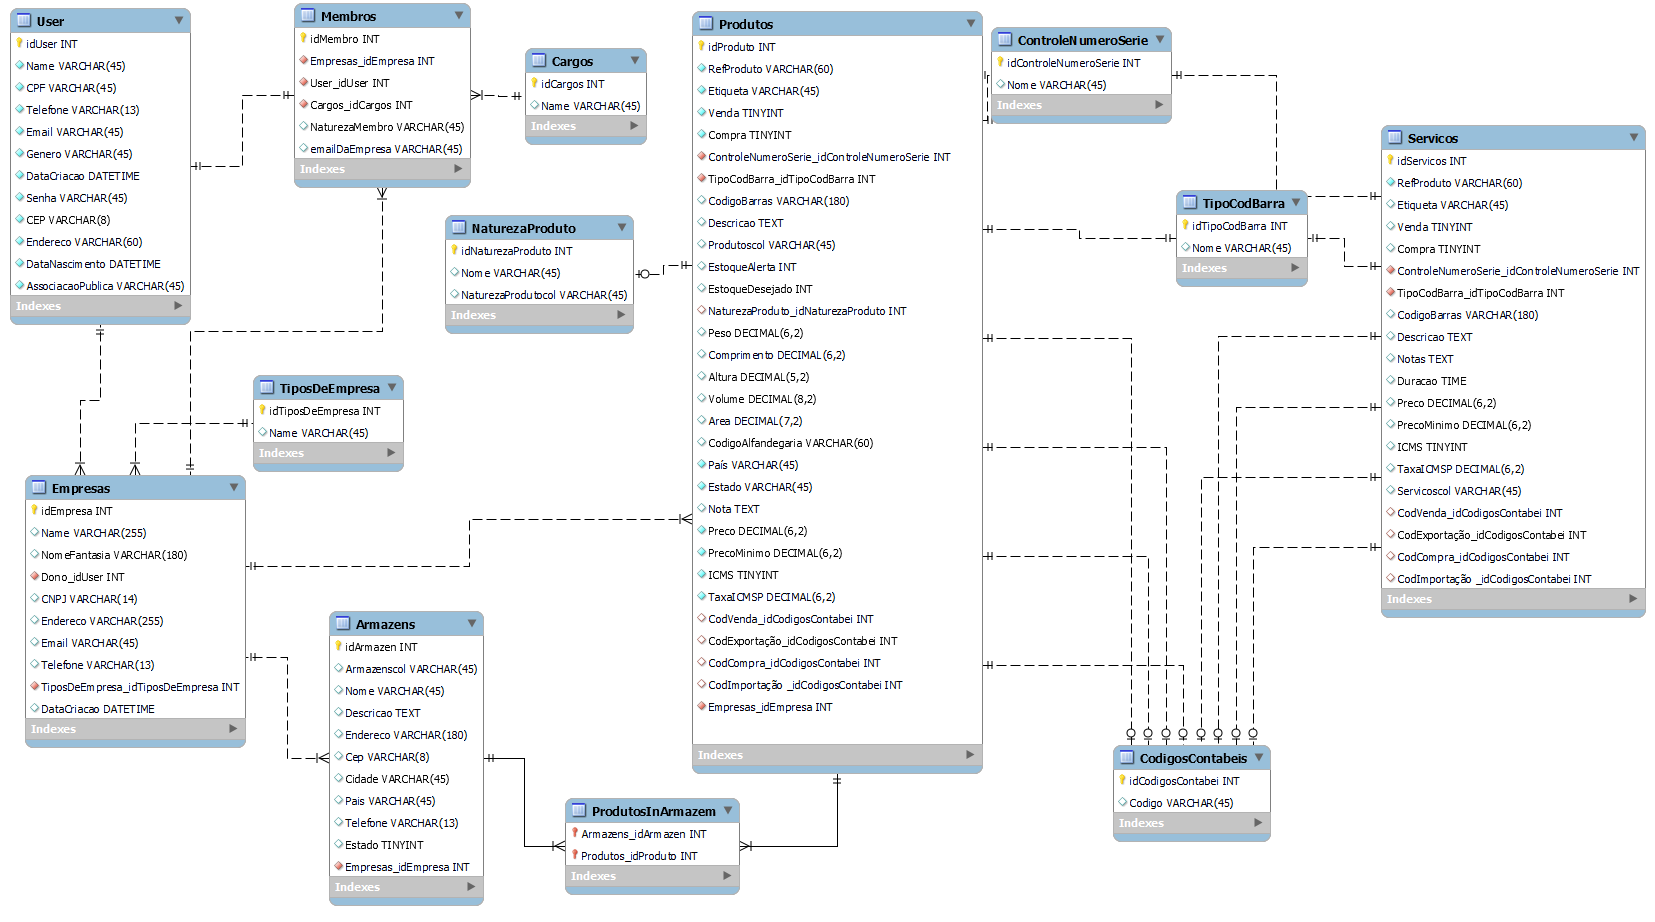 User
idUser INT
Name VARCHAR(45)
CPF VARCHAR(45)
Telefone VARCHAR(13)
Email VARCHAR(45)
Genero VARCHAR(45)
DataCriacao DATETIME
Senha VARCHAR(45)
CEP VARCHAR(8)
Endereco VARCHAR(60)
DataNascimento DATETIME
AssociacaoPublica VARCHAR(45)
Indexes
Membros
idMembro INT
Empresas_idEmpresa INT
User_idUser INT
Cargos_idCargos INT
NaturezaMembro VARCHAR(45)
emailDaEmpresa VARCHAR(45)
Indexes
Cargos
idCargos INT
Name VARCHAR(45)
Indexes
NaturezaProduto
idNaturezaProduto INT
Nome VARCHAR(45)
NaturezaProdutocol VARCHAR(45)
Indexes
TiposDeEmpresa
idTiposDeEmpresa INT
Name VARCHAR(45)
Indexes
Empresas
idEmpresa INT
Name VARCHAR(255)
NomeFantasia VARCHAR(180)
Dono_idUser INT
CNPJ VARCHAR(14)
Endereco VARCHAR(255)
Email VARCHAR(45)
Telefone VARCHAR(13)
TiposDeEmpresa_idTiposDeEmpresa INT
DataCriacao DATETIME
Indexes
Armazens
idArmazen INT
Armazenscol VARCHAR(45)
Nome VARCHAR(45)
Descricao TEXT
Endereco VARCHAR(180)
Cep VARCHAR(8)
Cidade VARCHAR(45)
Pais VARCHAR(45)
Telefone VARCHAR(13)
Estado TINYINT
Empresas_idEmpresa INT
Indexes
ProdutosInArmazem
Armazens_idArmazen INT
Produtos_idProduto INT
Indexes
Produtos
idProduto INT
RefProduto VARCHAR(60)
Etiqueta VARCHAR(45)
Venda TINYINT
Compra TINYINT
ControleNumeroSerie_idControleNumeroSerie INT
TipoCodBarra_idTipoCodBarra INT
CodigoBarras VARCHAR(180)
Descricao TEXT
Produtoscol VARCHAR(45)
EstoqueAlerta INT
EstoqueDesejado INT
NaturezaProduto_idNaturezaProduto INT
Peso DECIMAL(6,2)
Comprimento DECIMAL(6,2)
Altura DECIMAL(5,2)
Volume DECIMAL(8,2)
Area DECIMAL(7,2)
CodigoAlfandegaria VARCHAR(60)
País VARCHAR(45)
Estado VARCHAR(45)
Nota TEXT
Preco DECIMAL(6,2)
PrecoMinimo DECIMAL(6,2)
ICMS TINYINT
TaxaICMSP DECIMAL(6,2)
CodVenda_idCodigosContabei INT
CodExportação_idCodigosContabei INT
CodCompra_idCodigosContabei INT
CodImportação _idCodigosContabei INT
Empresas_idEmpresa INT
Indexes
ControleNumeroSerie
idControleNumeroSerie INT
Nome VARCHAR(45)
Indexes
TipoCodBarra
idTipoCodBarra INT
Nome VARCHAR(45)
Indexes
Servicos
idServicos INT
RefProduto VARCHAR(60)
Etiqueta VARCHAR(45)
Venda TINYINT
Compra TINYINT
ControleNumeroSerie_idControleNumeroSerie INT
TipoCodBarra_idTipoCodBarra INT
CodigoBarras VARCHAR(180)
Descricao TEXT
Notas TEXT
Duracao TIME
Preco DECIMAL(6,2)
PrecoMinimo DECIMAL(6,2)
ICMS TINYINT
TaxaICMSP DECIMAL(6,2)
Servicoscol VARCHAR(45)
CodVenda_idCodigosContabei INT
CodExportação_idCodigosContabei INT
CodCompra_idCodigosContabei INT
CodImportação _idCodigosContabei INT
Indexes
CodigosContabeis
idCodigosContabei INT
Codigo VARCHAR(45)
Indexes